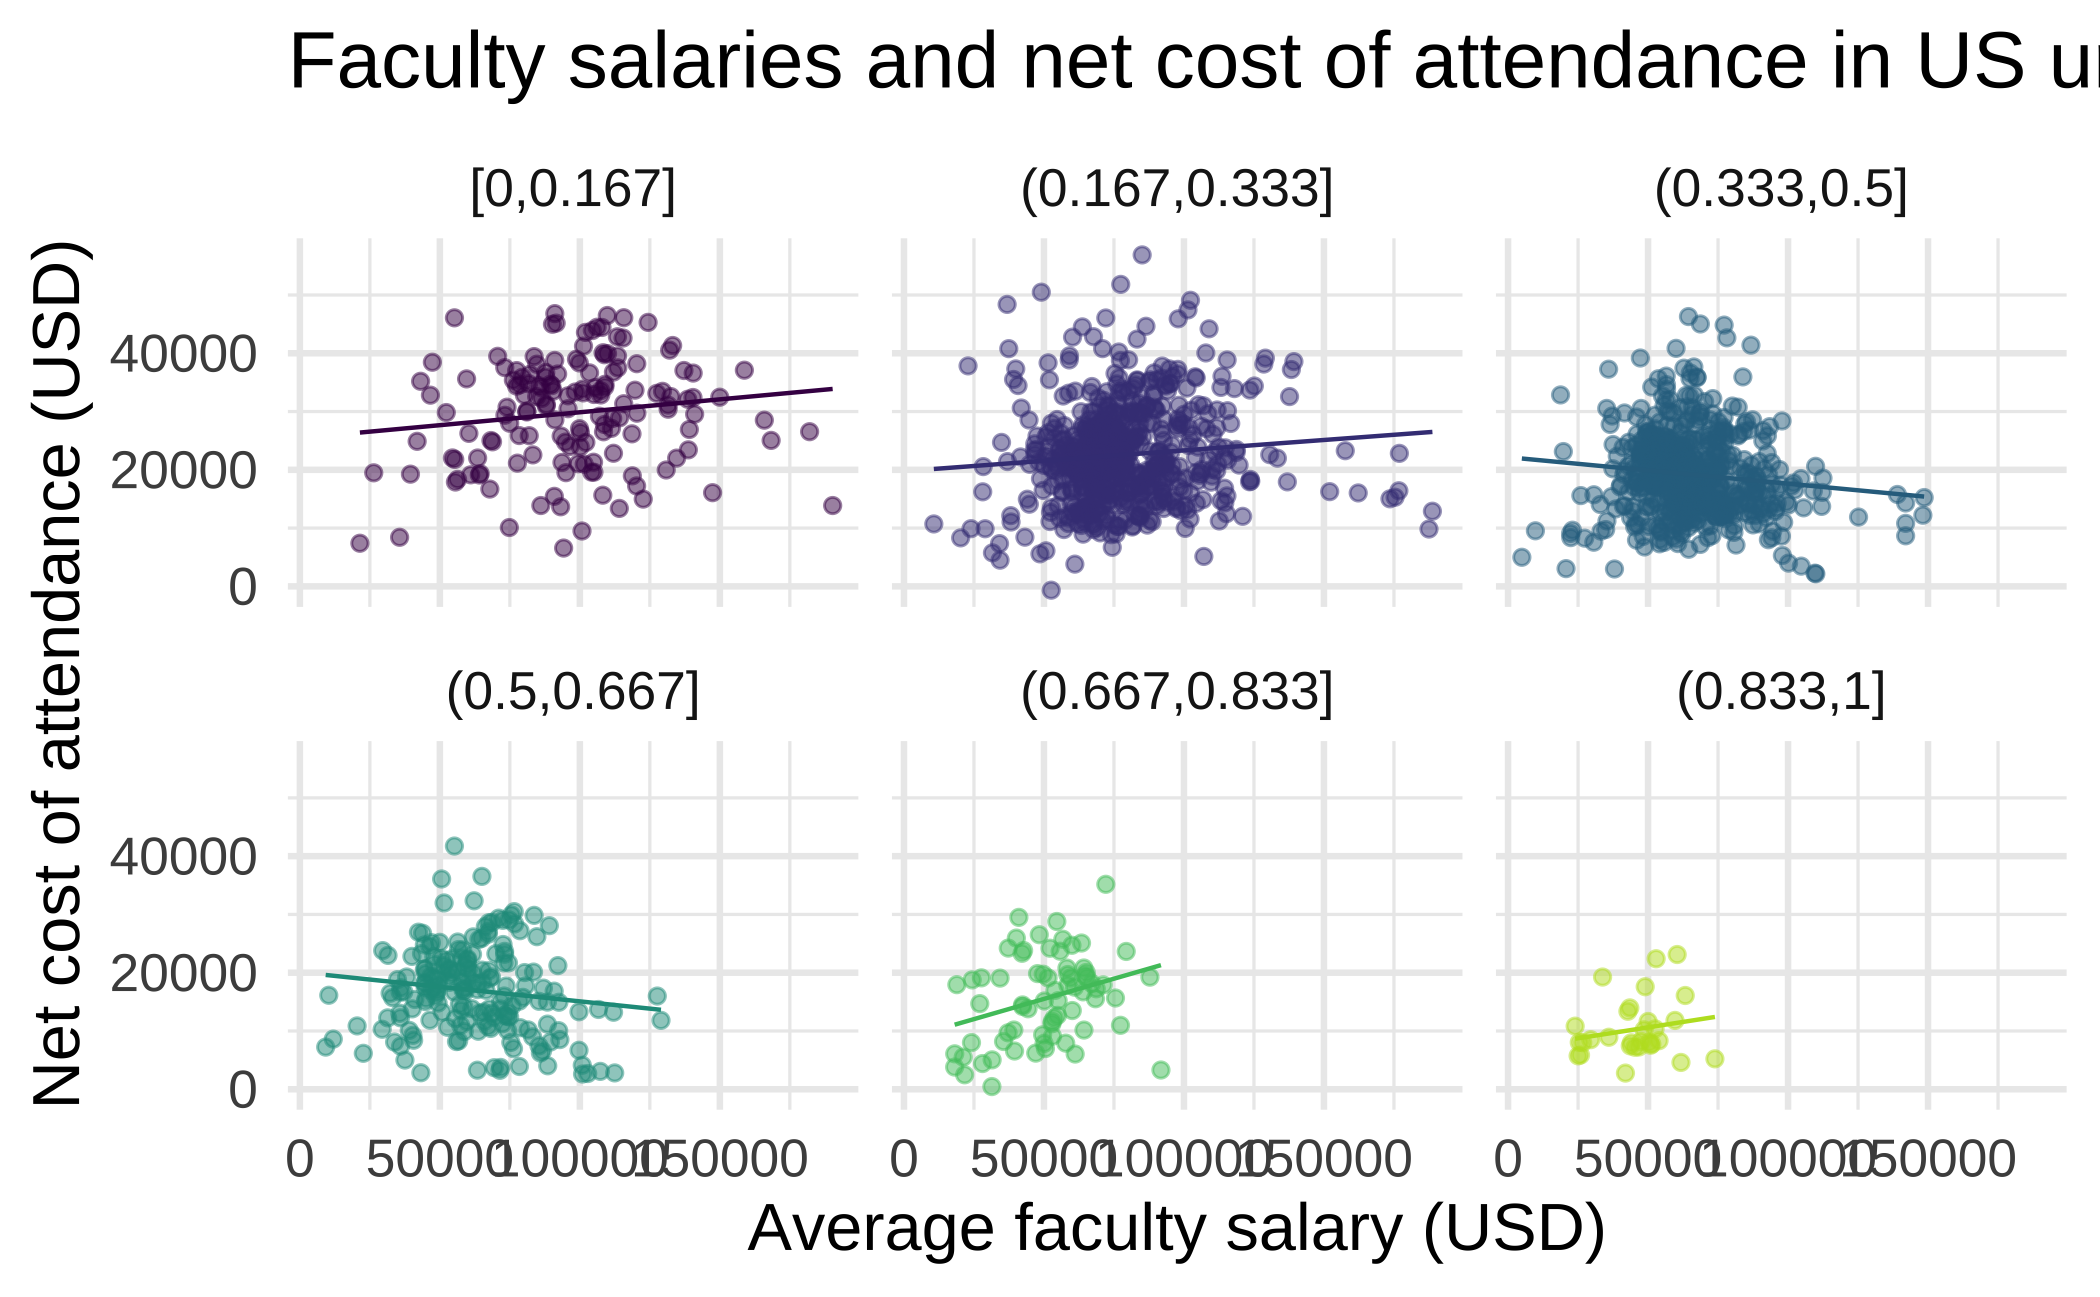 Faculty salaries and net cost of attendance in US
[0,0.167]
(0.167,0.333]
(0.333,0.5]
Net cost of attendance (USD)
40000
20000
0
(0.5,0.667]
(0.667,0.833]
(0.833,1]
40000
20000
0
0 50000 100000 150000
0 50000 100000 150000
0 50000 100000 150000
Average faculty salary (USD)